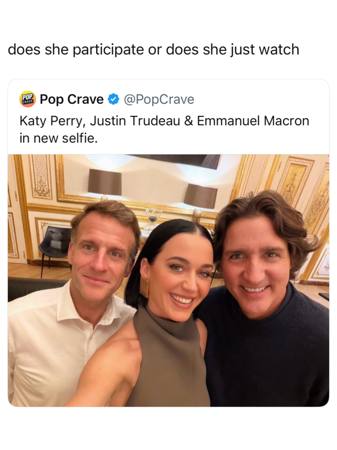 does she participate or does she just watch
Pop Crave @PopCrave
Katy Perry, Justin Trudeau & Emmanuel Macron
in new selfie.